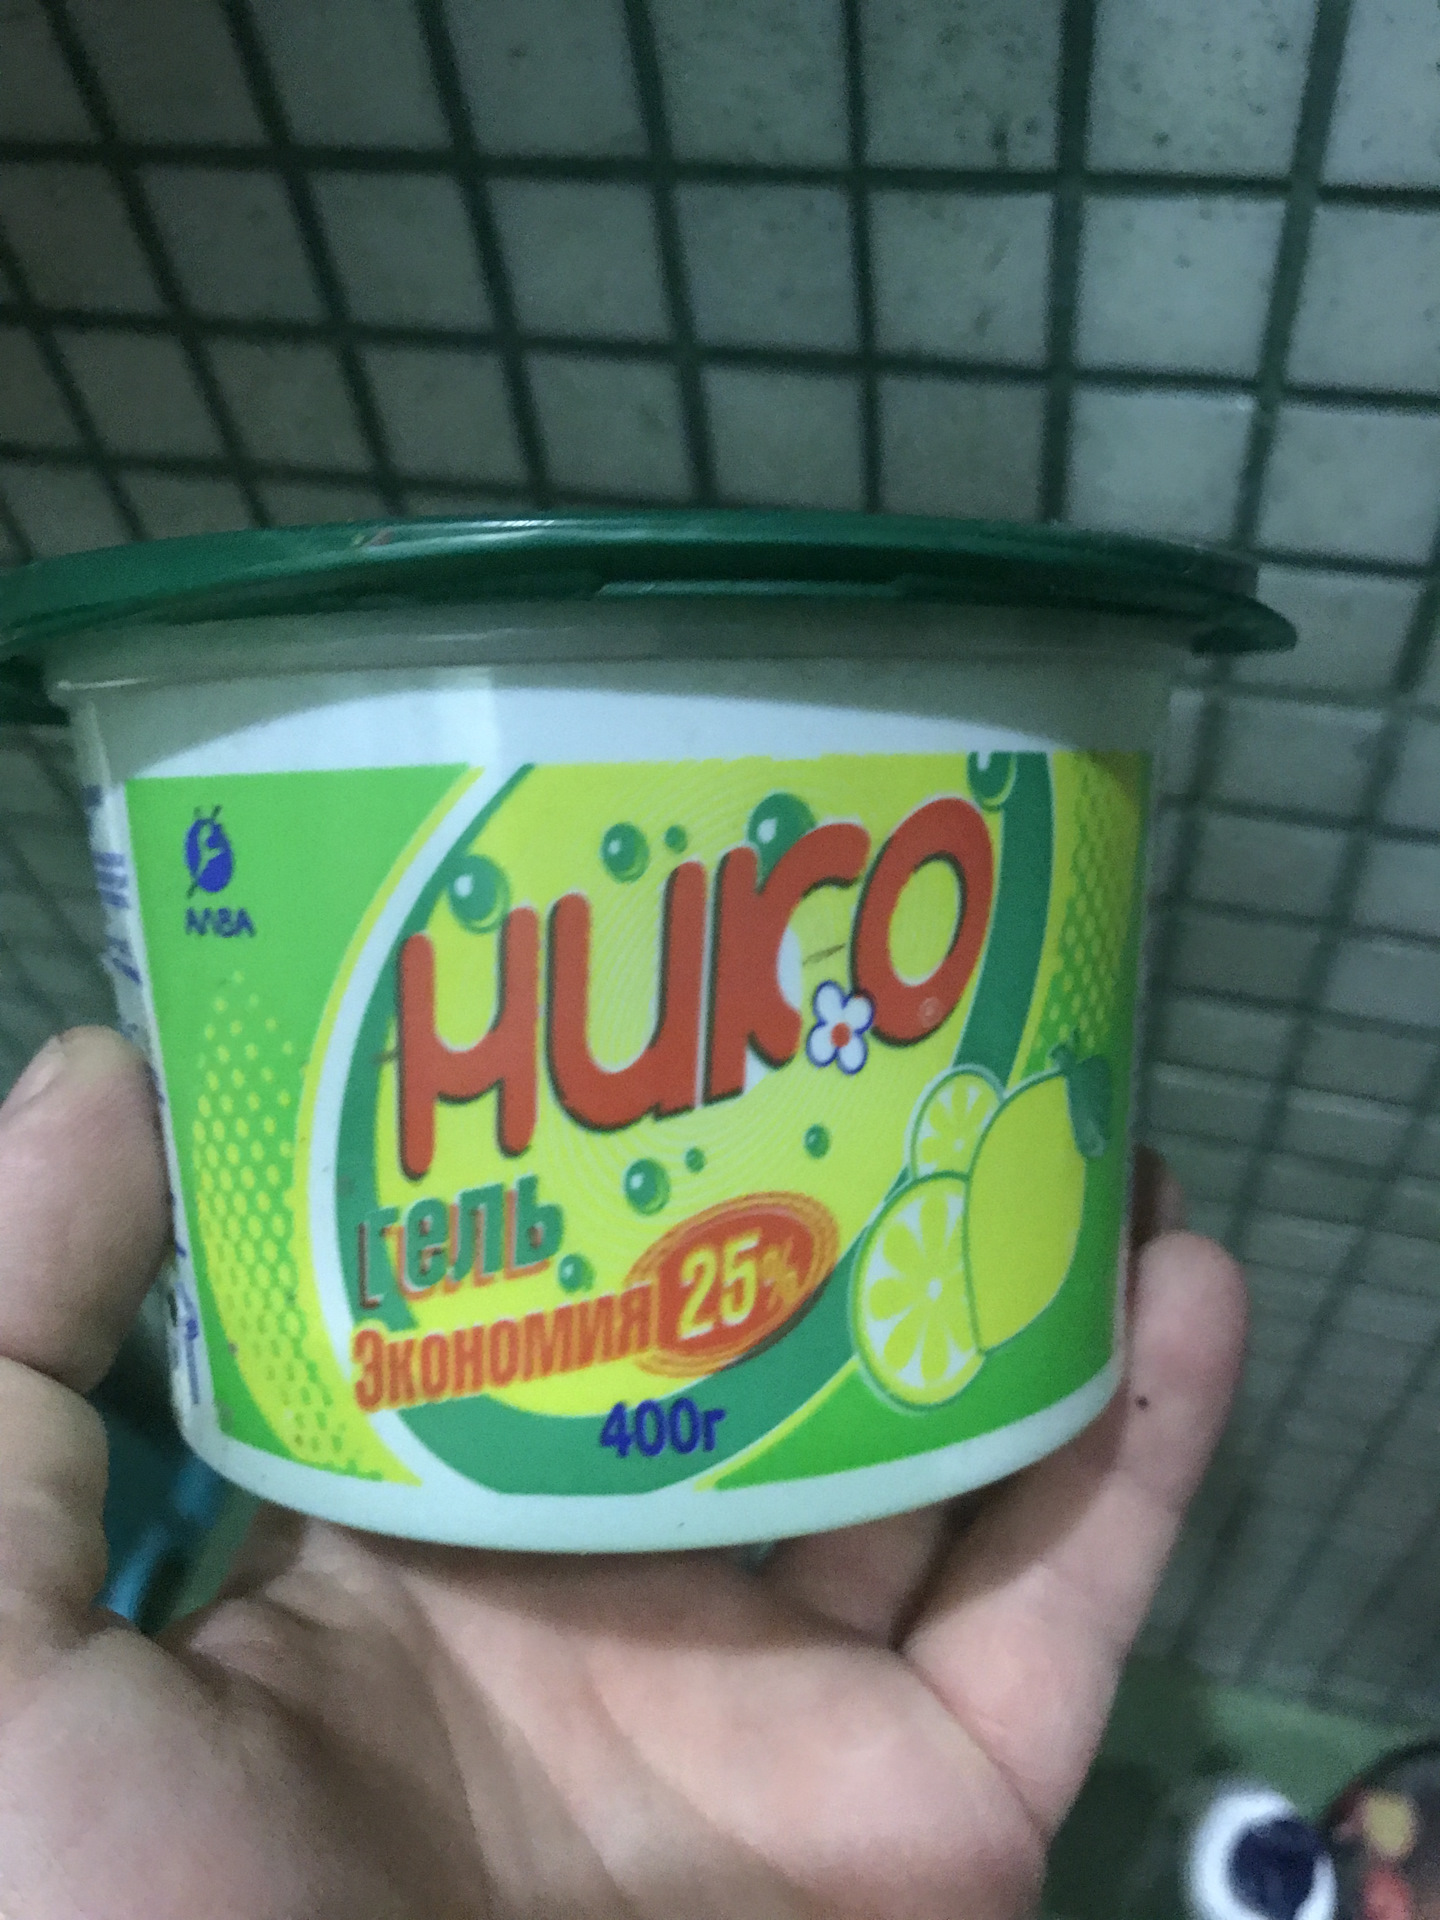 АЛВА
Нико
гель
Экономия 25%
400г